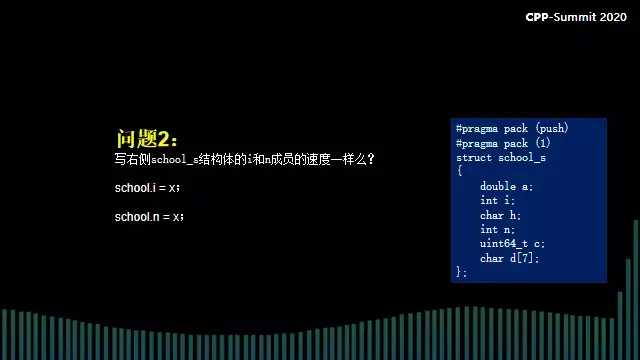 CPP-Summit 2020
问题2：
写右侧school_s结构体的i和n成员的速度一样么？
school.i = x；
school.n = x；
#pragma pack (push)
#pragma pack (1)
struct school_s
{
double a;
int i;
char h;
int n;
uint64_t c;
char d[7];
};